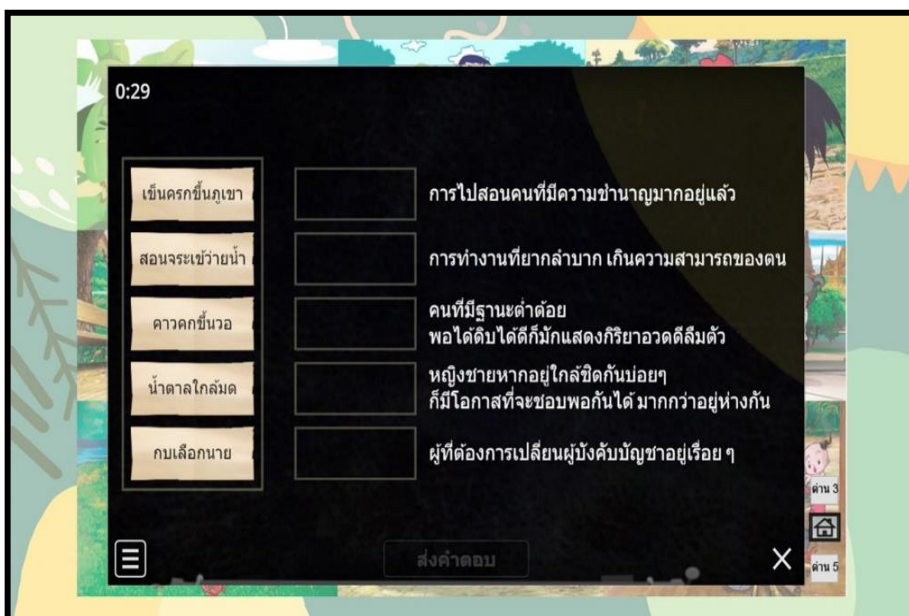 0:29
เข็นครกขึ้นภูเขา
การไปสอนคนที่มีความชำนาญมากอยู่แล้ว
สอนจระเข้ว่ายน้ำ
การทำงานที่ยากลำบาก เกินความสามารถของตน
คาวคกขึ้นวอ
คนที่มีฐานะต่ำต้อย
พอได้ดิบได้ดีก็มักแสดงกิริยาอวดดีลืมตัว
น้ำตาลใกล้มด
หญิงชายหากอยู่ใกล้ชิดกันบ่อยๆ
ก็มีโอกาสที่จะชอบพอกันได้ มากกว่าอยู่ห่างกัน
กบเลือกนาย
ผู้ที่ต้องการเปลี่ยนผู้บังคับบัญชาอยู่เรื่อย ๆ
ด่าน 3
ส่งคำตอบ
ด่าน 5